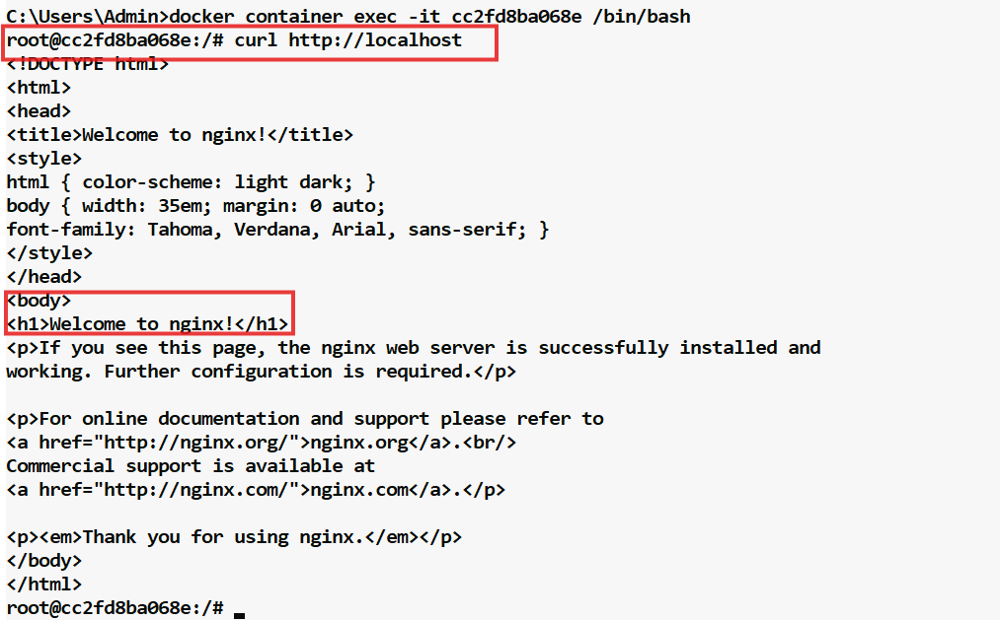 C:\Users\Admin>docker container exec -it cc2fd8ba068e /bin/bash
root@cc2fd8ba068e:/# curl http://localhost
<!DOCTYPE html>
<html>
<head>
<title>Welcome to nginx!</title>
<style>
html { color-scheme: light dark; }
body { width: 35em; margin: 0 auto;
font-family: Tahoma, Verdana, Arial, sans-serif; }
</style>
</head>
<body>
<h1>Welcome to nginx!</h1>
<p>If you see this page, the nginx web server is successfully installed and
working. Further configuration is required.</p>

<p>For online documentation and support please refer to
<a href="http://nginx.org/">nginx.org</a>.<br/>
Commercial support is available at
<a href="http://nginx.com/">nginx.com</a>.</p>

<p><em>Thank you for using nginx.</em></p>
</body>
</html>
root@cc2fd8ba068e:/#